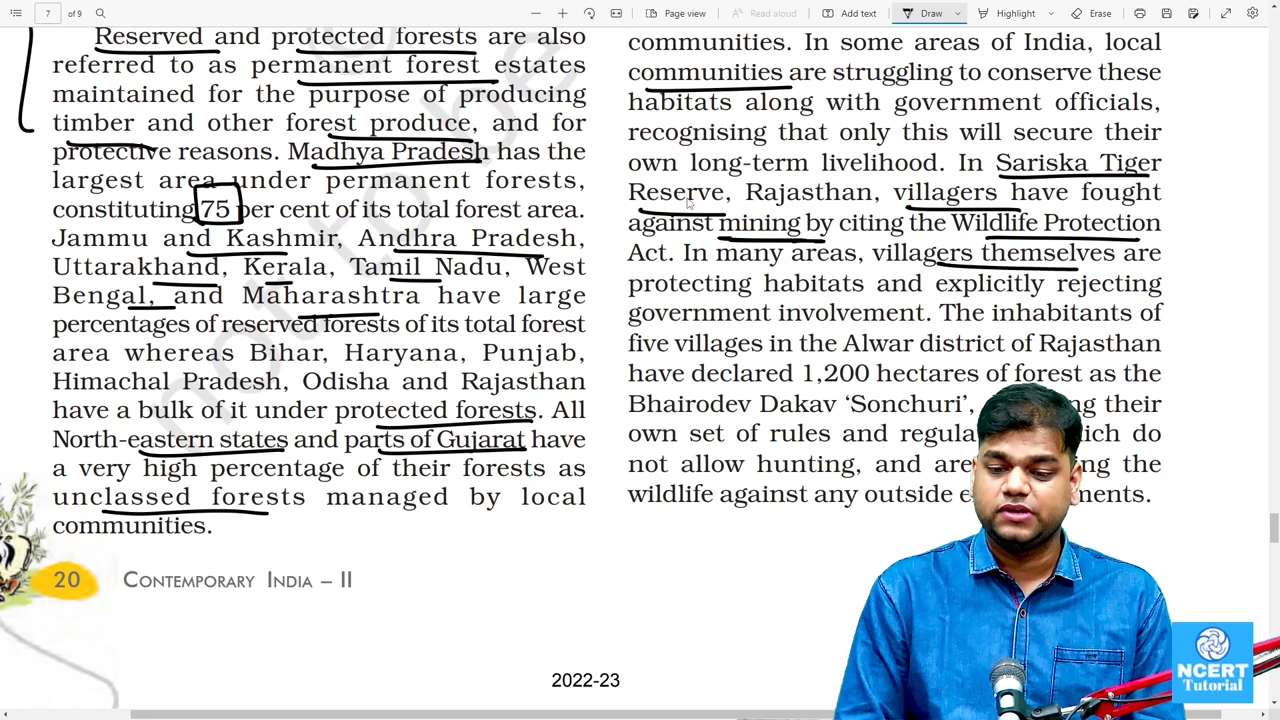 7 of 9
Page view
Read aloud
Add text
Draw
Highlight
Erase
Reserved and protected forests are also
referred to as permanent forest estates
maintained for the purpose of producing
timber and other forest produce, and for
protective reasons. Madhya Pradesh has the
largest area under permanent forests,
constituting 75 per cent of its total forest area.
Jammu and Kashmir, Andhra Pradesh,
Uttarakhand, Kerala, Tamil Nadu, West
Bengal, and Maharashtra have large
percentages of reserved forests of its total forest
area whereas Bihar, Haryana, Punjab,
Himachal Pradesh, Odisha and Rajasthan
have a bulk of it under protected forests. All
North-eastern states and parts of Gujarat have
a very high percentage of their forests as
unclassed forests managed by local
communities.
communities. In some areas of India, local
communities are struggling to conserve these
habitats along with government officials,
recognising that only this will secure their
own long-term livelihood. In Sariska Tiger
Reserve, Rajasthan, villagers have fought
against mining by citing the Wildlife Protection
Act. In many areas, villagers themselves are
protecting habitats and explicitly rejecting
government involvement. The inhabitants of
five villages in the Alwar district of Rajasthan
have declared 1,200 hectares of forest as the
Bhairodev Dakav ‘Sonchuri’, their
own set of rules and do
not allow hunting, and are the
wildlife against any outside
not to be
20 CONTEMPORARY INDIA – II
2022-23
NCERT
Tutorial